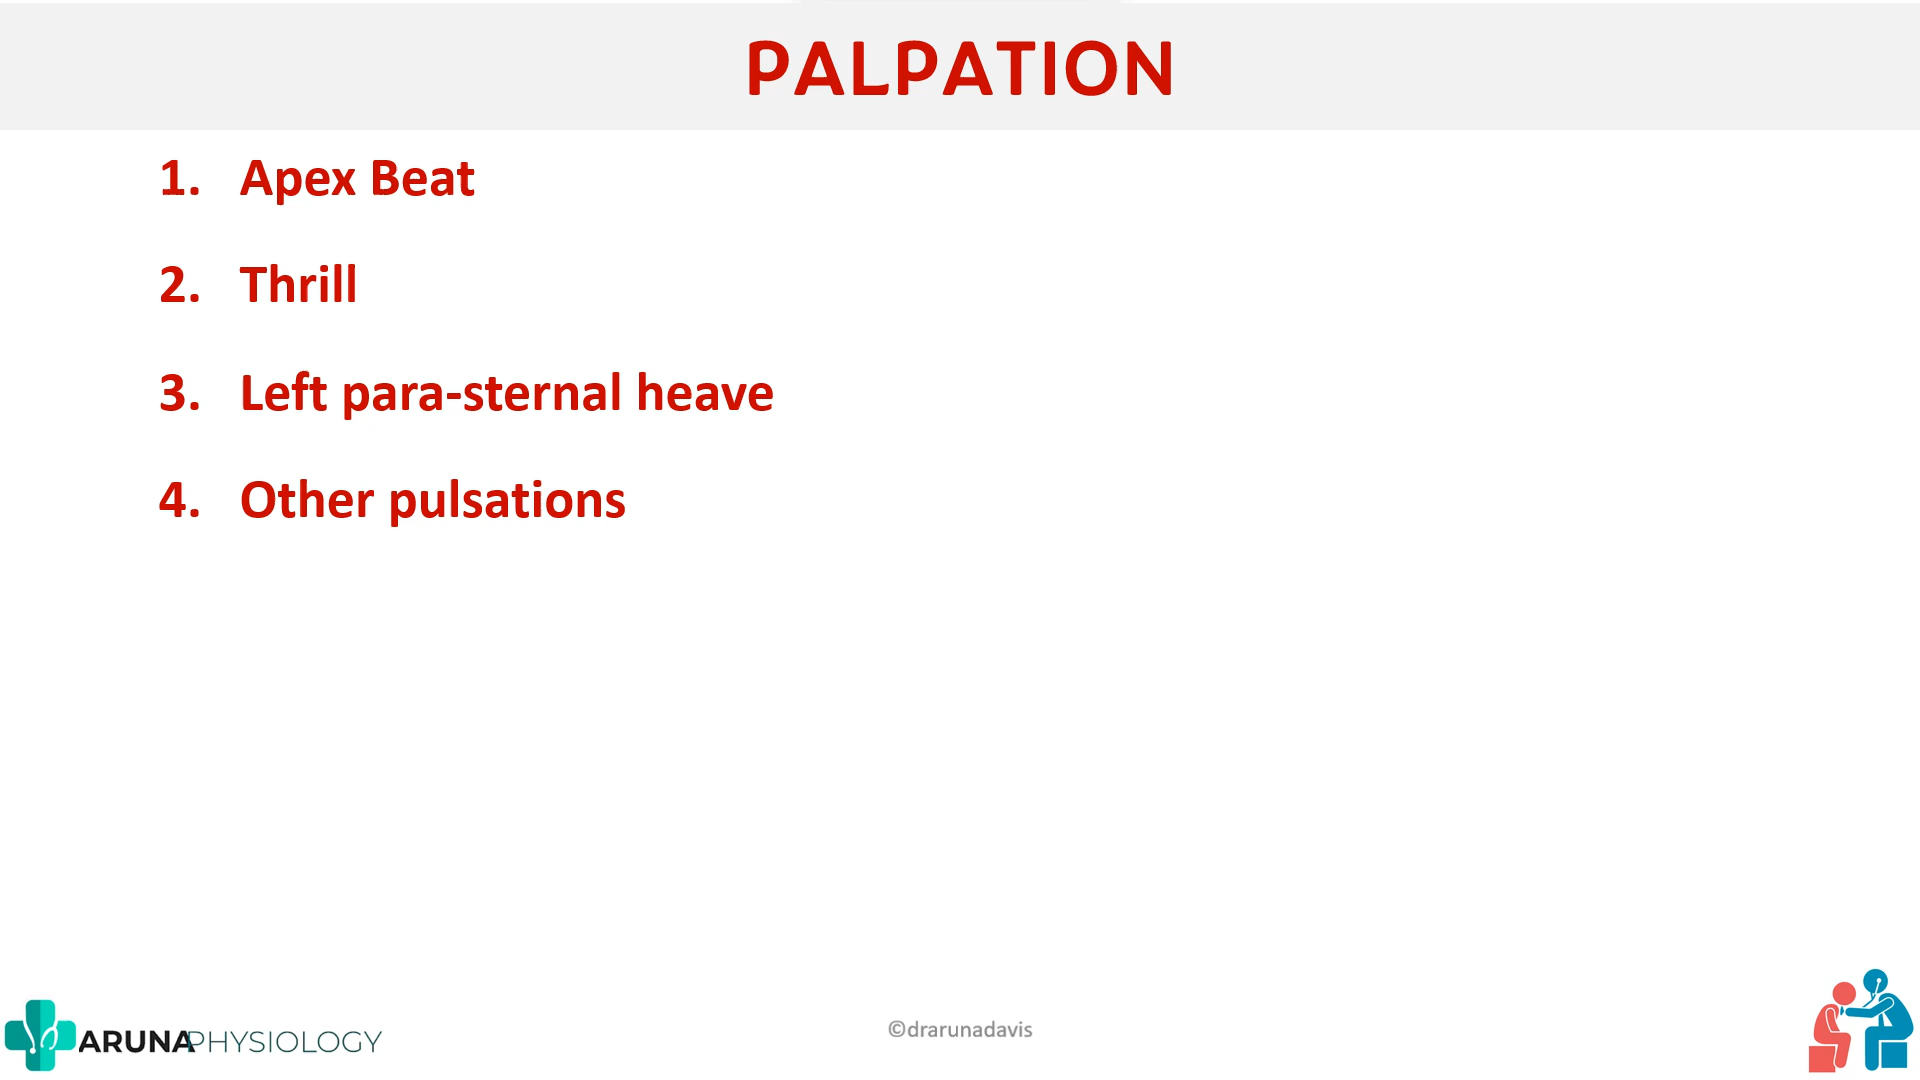 PALPATION
1. Apex Beat
2. Thrill
3. Left para-sternal heave
4. Other pulsations
ARUNAPHYSIOLOGY
©drarunadavis